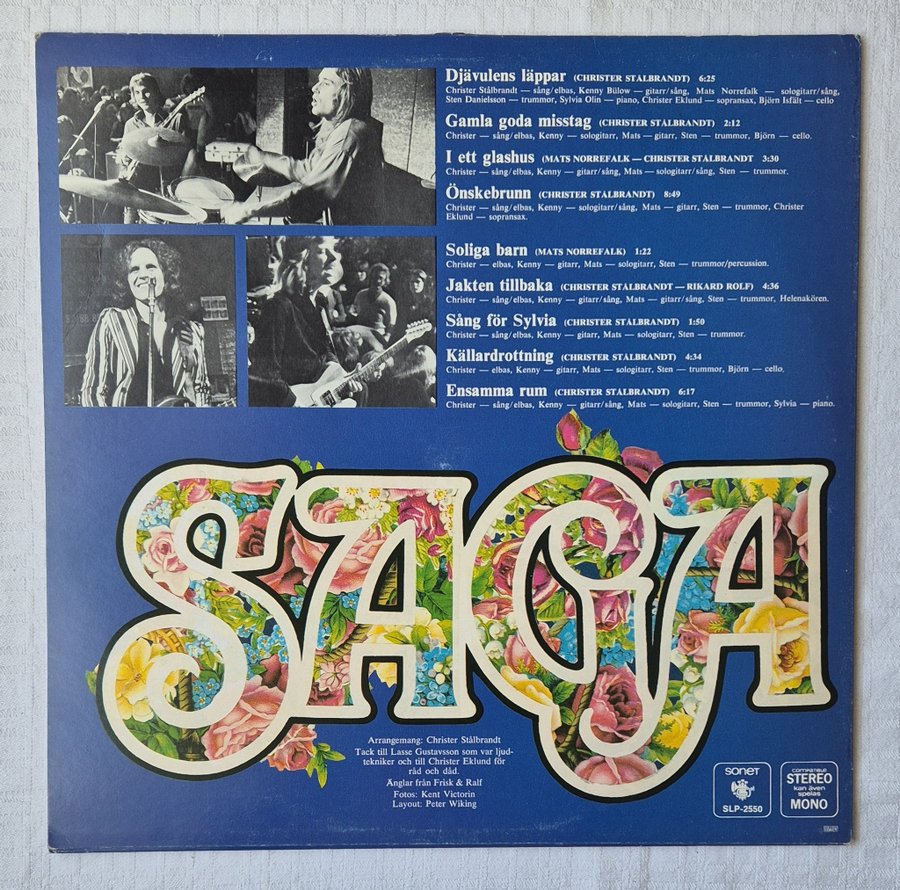 Djävulens läppar (CHRISTER STÅLBRANDT) 6:25
Christer Stålbrandt — sång/elbas, Kenny Bülow — gitarr/sång, Mats Norrefalk — sologitarr/sång,
Sten Danielsson — trummor, Sylvia Olin — piano, Christer Eklund — sopransax, Björn Isfält — cello
Gamla goda misstag (CHRISTER STÅLBRANDT) 2:12
Christer — sång/elbas, Kenny — sologitarr, Mats — gitarr, Sten — trummor, Björn — cello.
I ett glashus (MATS NORREFALK — CHRISTER STÅLBRANDT 3:30
Christer — sång/elbas, Kenny — gitarr/sång, Mats — sologitarr/sång, Sten — trummor.
Önskebrunn (CHRISTER STÅLBRANDT) 8:49
Christer — sång/elbas, Kenny — sologitarr/sång, Mats — gitarr, Sten — trummor, Christer
Eklund — sopransax.
Soliga barn (MATS NORREFALK) 1:22
Christer — elbas, Kenny — gitarr, Mats — sologitarr, Sten — trummor/percussion.
Jakten tillbaka (CHRISTER STÅLBRANDT — RIKARD ROLF) 4:36
Christer — sång/elbas, Kenny — gitarr/sång, Mats — gitarr/sång, Sten — trummor, Helenakören.
Sång för Sylvia (CHRISTER STÅLBRANDT) 1:50
Christer — sång/elbas, Kenny — gitarr, Mats — sologitarr, Sten — trummor.
Källardrottning (CHRISTER STÅLBRANDT) 4:34
Christer — elbas, Kenny — gitarr, Mats — sologitarr, Sten — trummor, Björn — cello.
Ensamma rum (CHRISTER STÅLBRANDT) 6:17
Christer — sång/elbas, Kenny — gitarr/sång, Mats — sologitarr, Sten — trummor, Sylvia — piano.
SAGA
Arrangemang: Christer Stålbrandt
Tack till Lasse Gustavsson som var ljud-
tekniker och till Christer Eklund för
råd och dåd.
Änglar från Frisk & Ralf
Fotos: Kent Victorin
Layout: Peter Wiking
sonet
SLP-2550
COMPATIBLE
STEREO
kan även
spelas
MONO